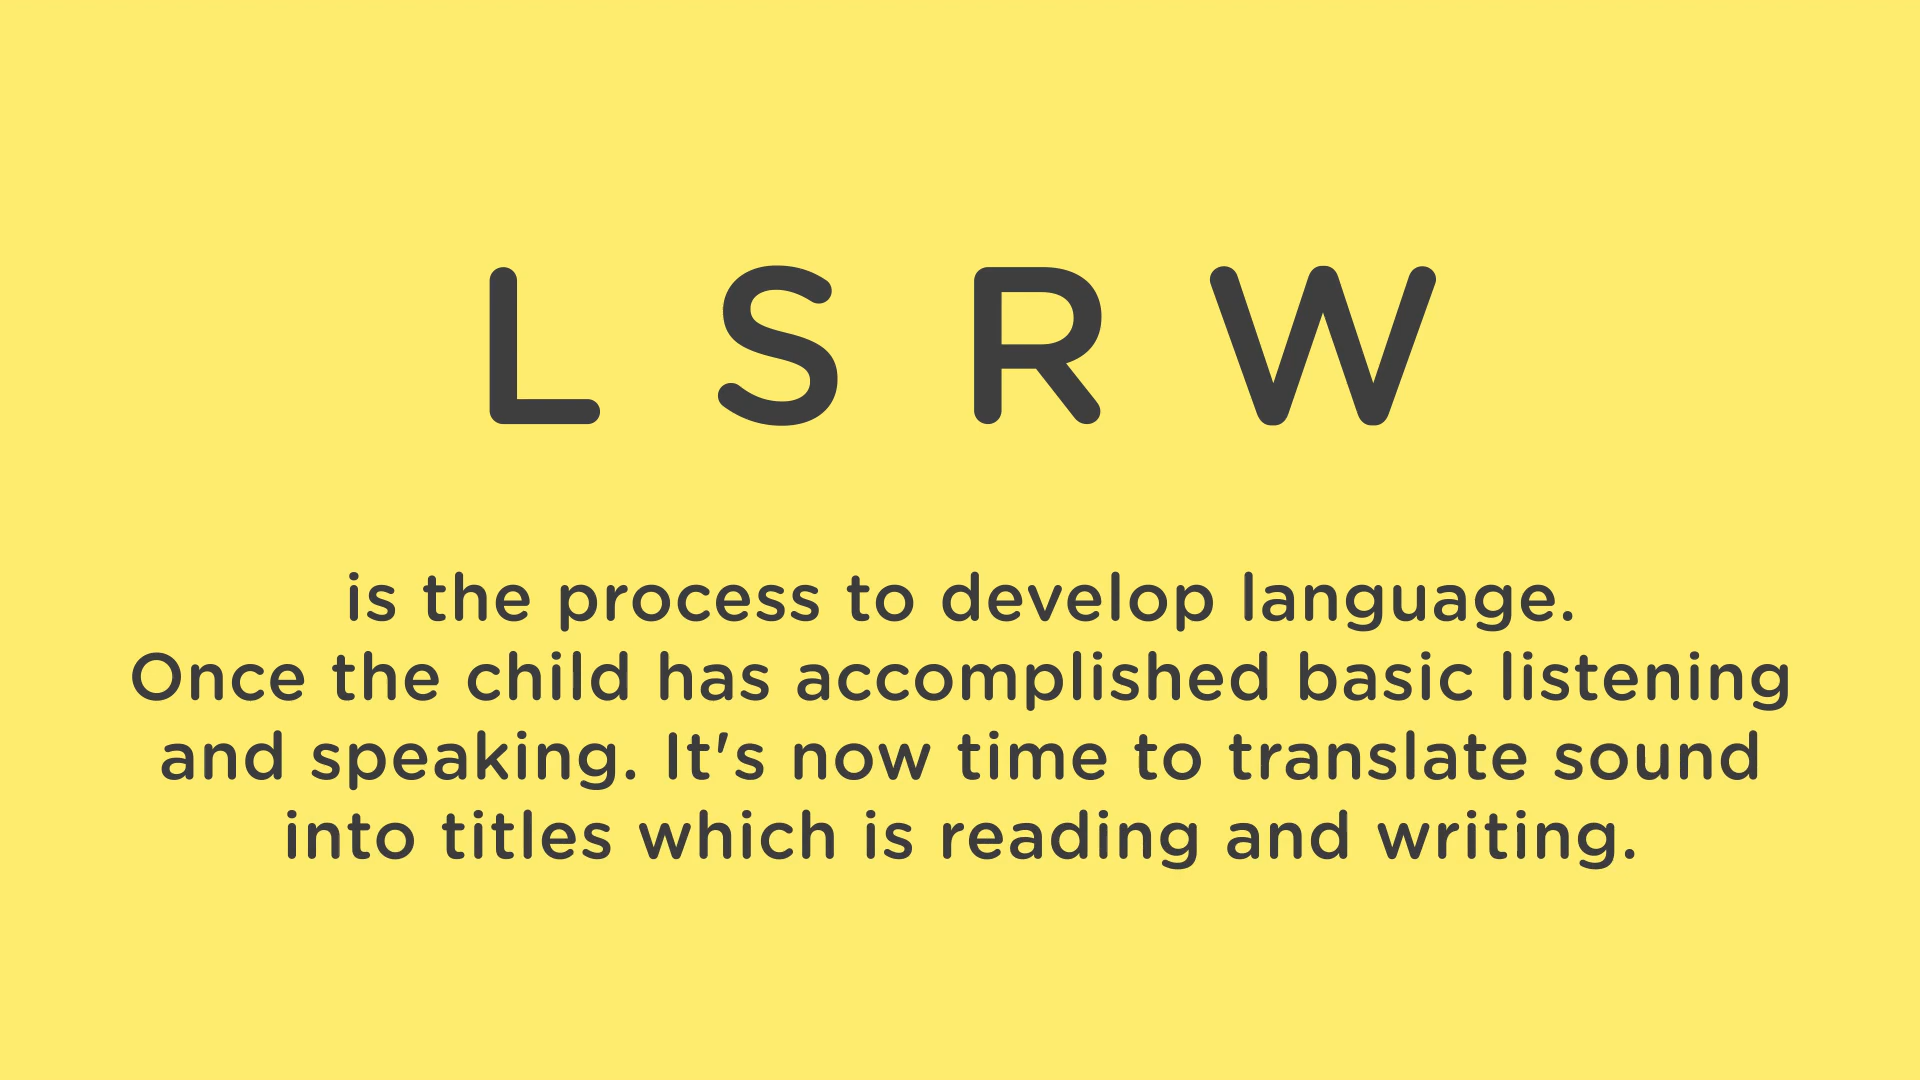 L S R W
is the process to develop language.
Once the child has accomplished basic listening
and speaking. It's now time to translate sound
into titles which is reading and writing.